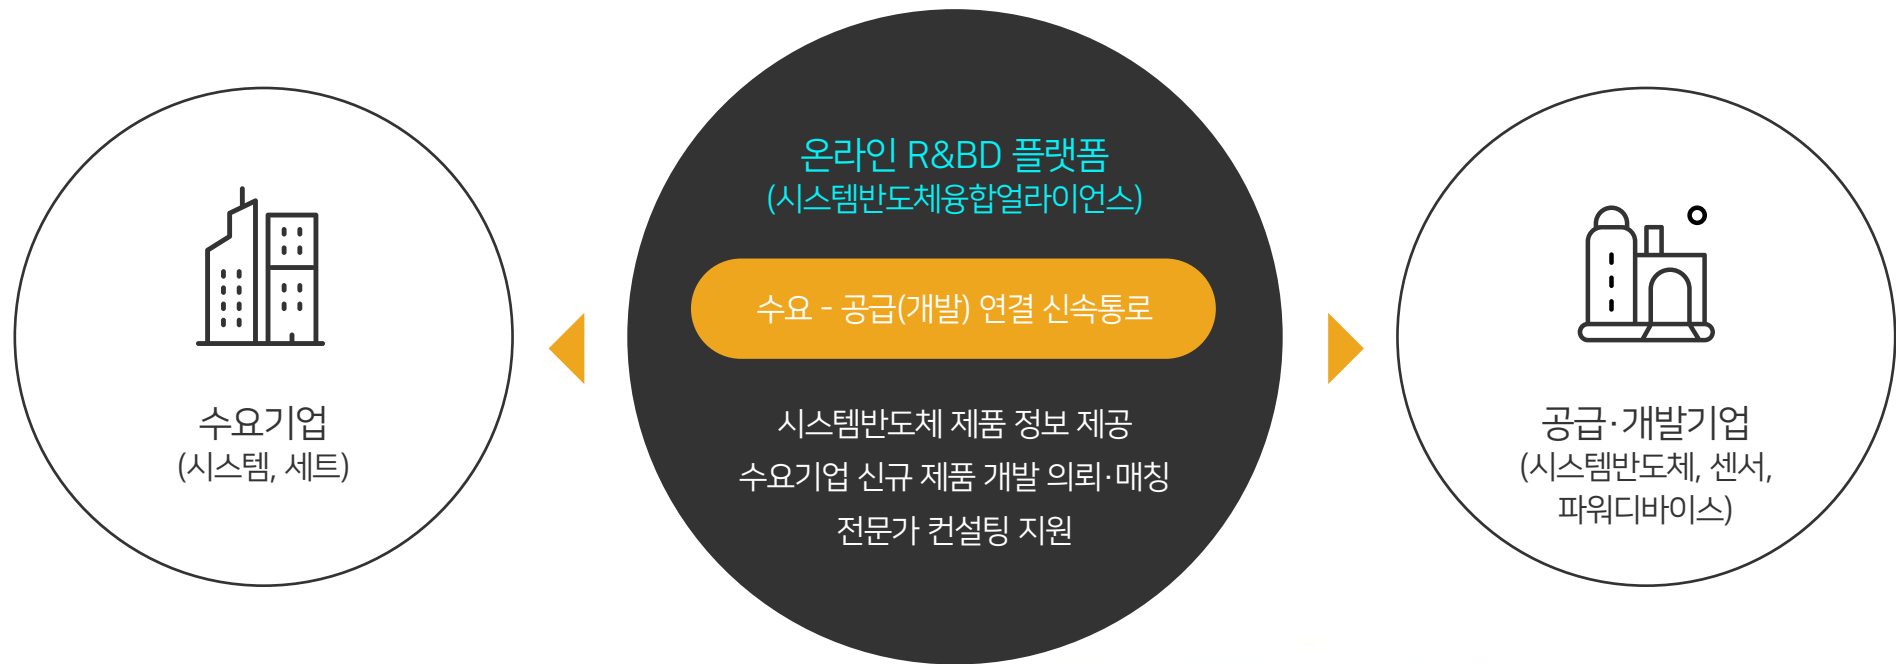 수요기업
(시스템, 세트)
온라인 R&BD 플랫폼
(시스템반도체융합얼라이언스)
수요 - 공급(개발) 연결 신속통로
시스템반도체 제품 정보 제공
수요기업 신규 제품 개발 의뢰·매칭
전문가 컨설팅 지원
공급·개발기업
(시스템반도체, 센서,
파워디바이스)